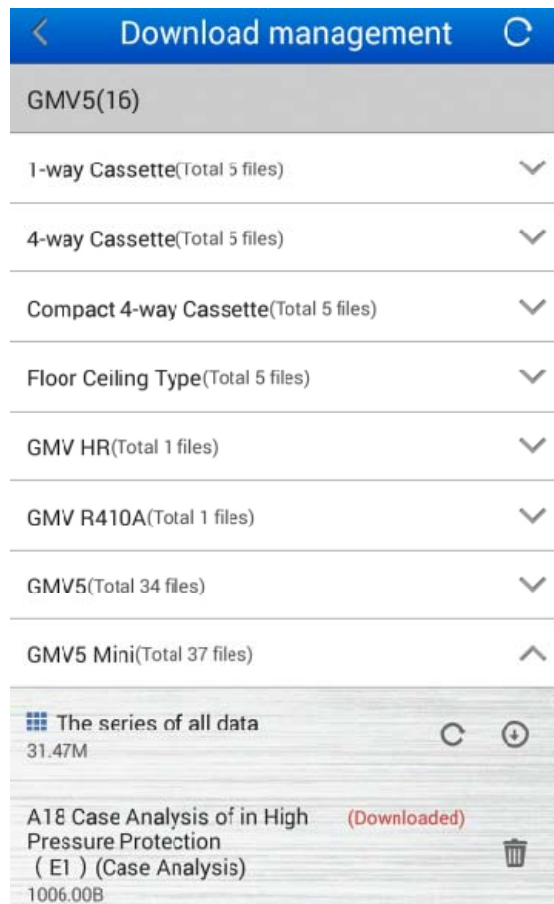 Download management
GMV5(16)
1-way Cassette(Total 5 files)
4-way Cassette(Total 5 files)
Compact 4-way Cassette(Total 5 files)
Floor Ceiling Type(Total 5 files)
GMV HR(Total 1 files)
GMV R410A(Total 1 files)
GMV5(Total 34 files)
GMV5 Mini(Total 37 files)
The series of all data
31.47M
A18 Case Analysis of in High (Downloaded)
Pressure Protection
( E1 ) (Case Analysis)
1006.00B